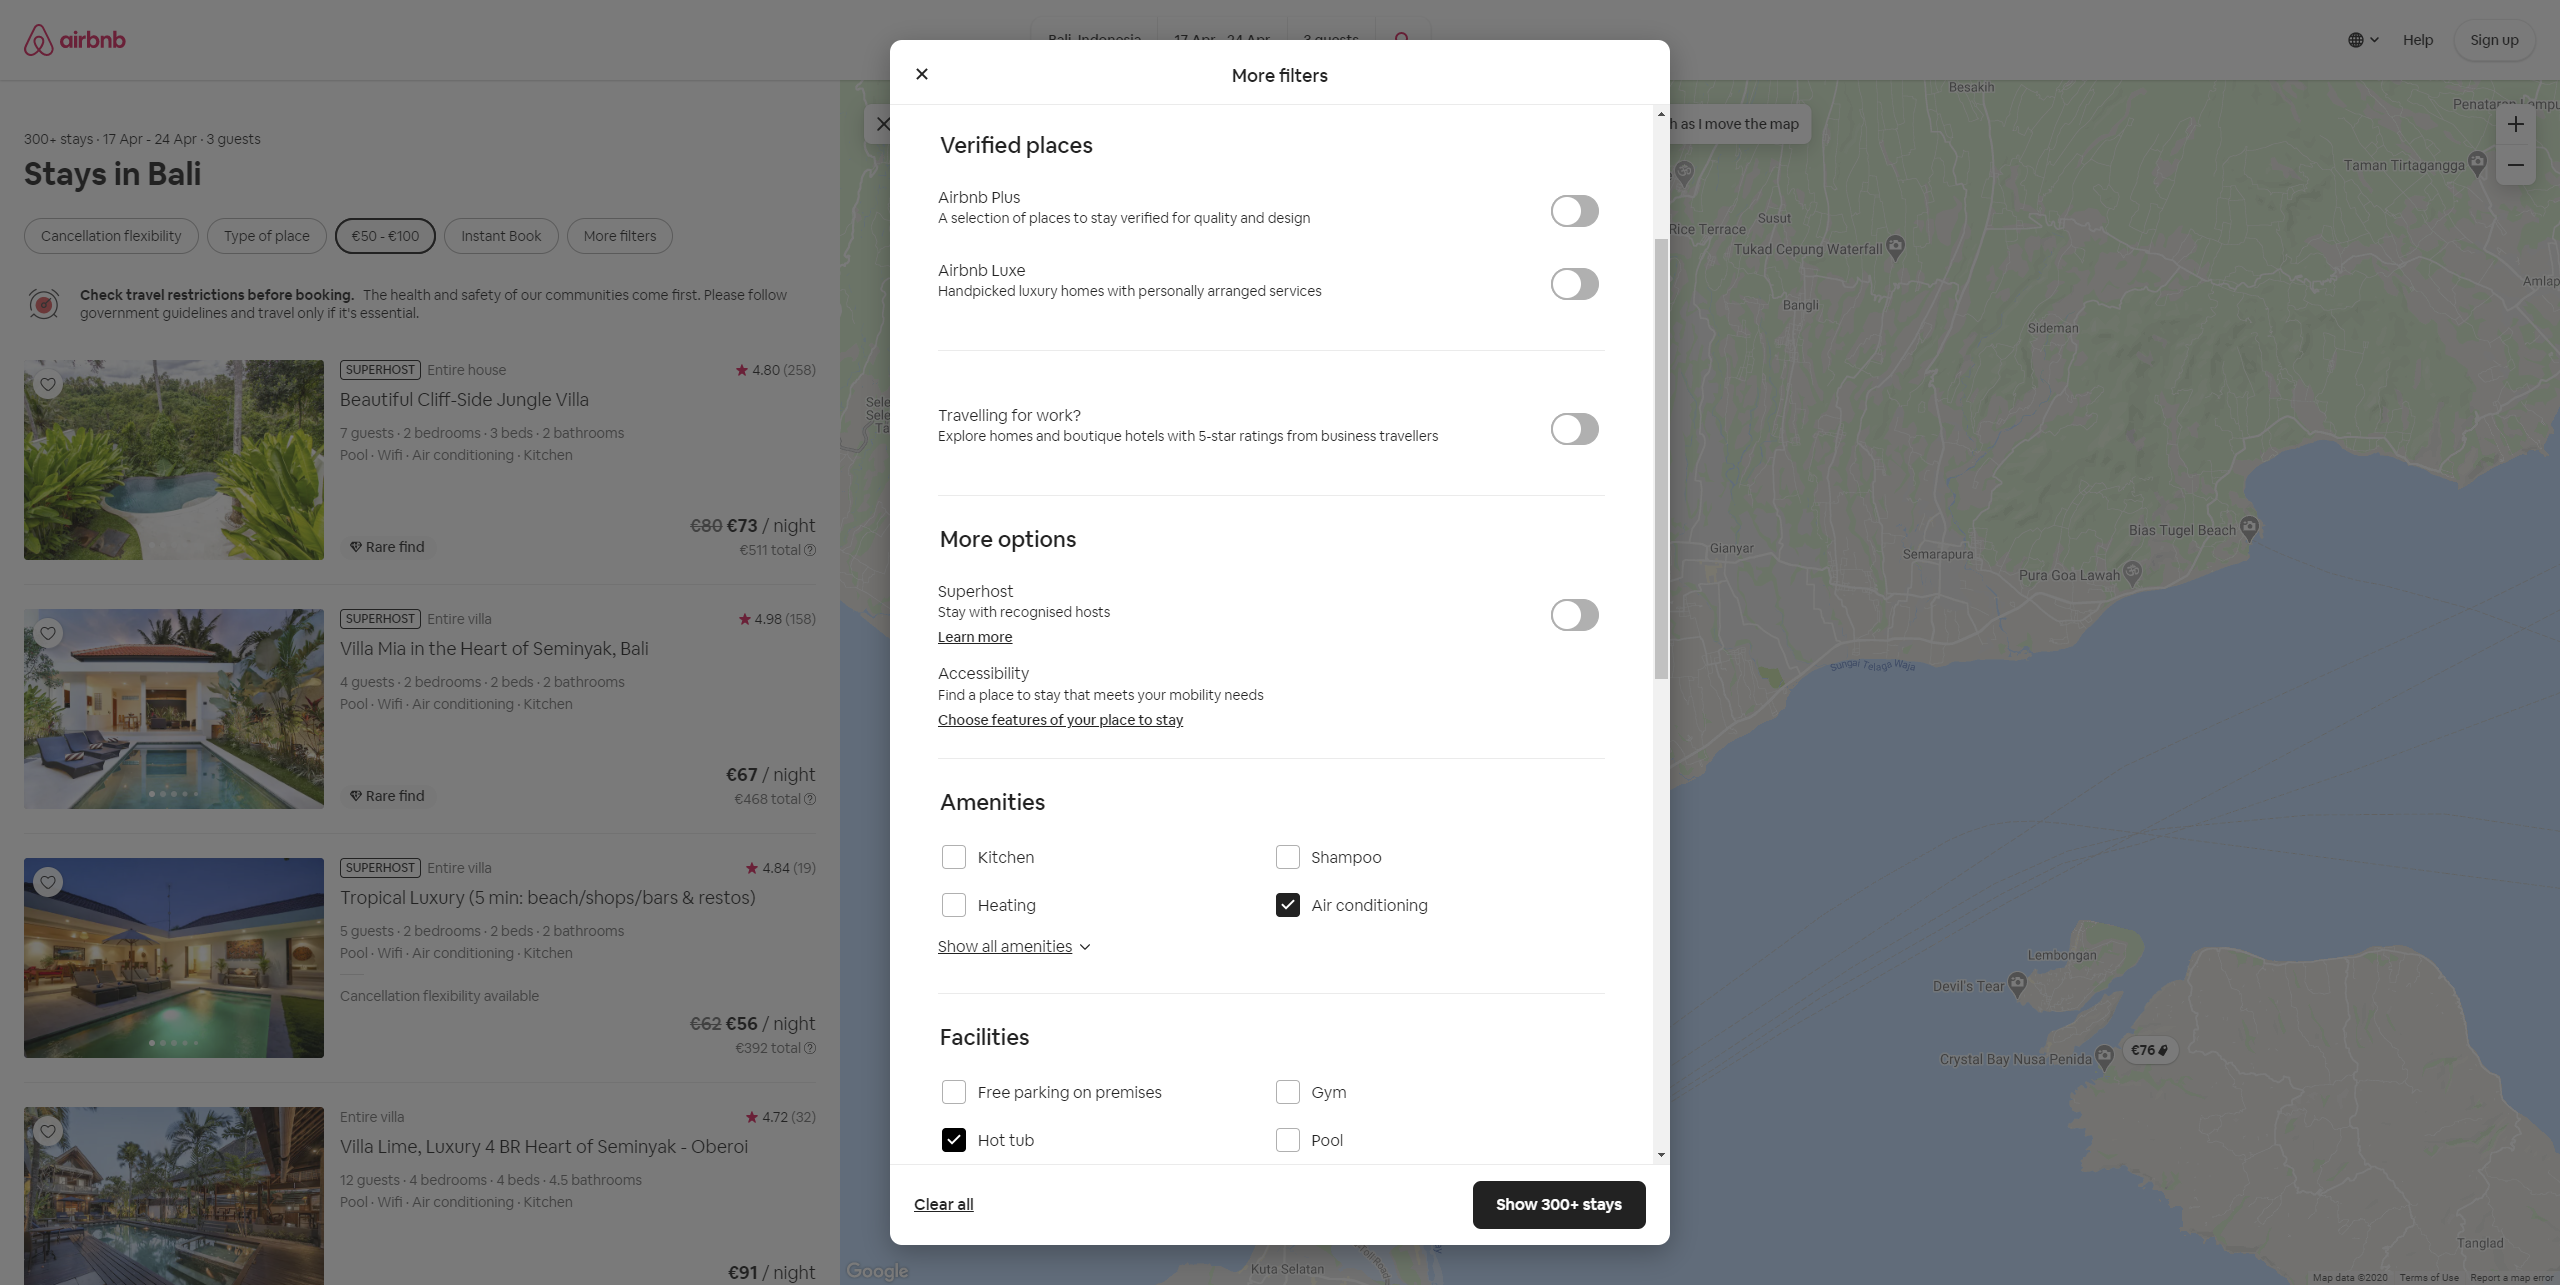 airbnb
Bali, Indonesia
17 Apr - 24 Apr
3 guests
Help
Sign up
300+ stays · 17 Apr - 24 Apr · 3 guests
Stays in Bali
Cancellation flexibility
Type of place
€50 - €100
Instant Book
More filters
Check travel restrictions before booking. The health and safety of our communities come first. Please follow
government guidelines and travel only if it's essential.
SUPERHOST Entire house
4.80 (258)
Beautiful Cliff-Side Jungle Villa
7 guests · 2 bedrooms · 3 beds · 2 bathrooms
Pool · Wifi · Air conditioning · Kitchen
Rare find
€80 €73 / night
€511 total
SUPERHOST Entire villa
4.98 (158)
Villa Mia in the Heart of Seminyak, Bali
4 guests · 2 bedrooms · 2 beds · 2 bathrooms
Pool · Wifi · Air conditioning · Kitchen
Rare find
€67 / night
€468 total
SUPERHOST Entire villa
4.84 (19)
Tropical Luxury (5 min: beach/shops/bars & restos)
5 guests · 2 bedrooms · 2 beds · 2 bathrooms
Pool · Wifi · Air conditioning · Kitchen
Cancellation flexibility available
€62 €56 / night
€392 total
Entire villa
4.72 (32)
Villa Lime, Luxury 4 BR Heart of Seminyak - Oberoi
12 guests · 4 bedrooms · 4 beds · 4.5 bathrooms
Pool · Wifi · Air conditioning · Kitchen
€91 / night
More filters
Verified places
Airbnb Plus
A selection of places to stay verified for quality and design
Airbnb Luxe
Handpicked luxury homes with personally arranged services
Travelling for work?
Explore homes and boutique hotels with 5-star ratings from business travellers
More options
Superhost
Stay with recognised hosts
Learn more
Accessibility
Find a place to stay that meets your mobility needs
Choose features of your place to stay
Amenities
Kitchen
Shampoo
Heating
Air conditioning
Show all amenities
Facilities
Free parking on premises
Gym
Hot tub
Pool
Clear all
Show 300+ stays
Besakih
h as I move the map
Taman Tirtagangga
Susut
Rice Terrace
Tukad Cepung Waterfall
Bangli
Sideman
Bias Tugel Beach
Gianyar
Semarapura
Pura Goa Lawah
Sungai Telaga Waja
Lembongan
Devil's Tear
Crystal Bay Nusa Penida
€76
Tanglad
Kuta Selatan
Google
Map data ©2020
Terms of Use
Report a map error